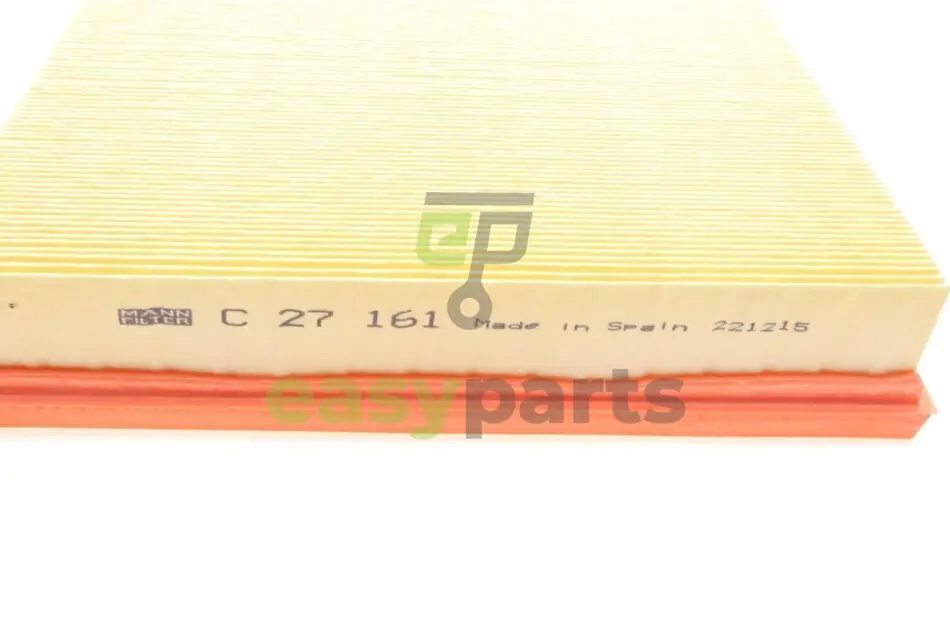 ep
MANN
FILTER
C 27 161 Made in Spain 221215
easyparts